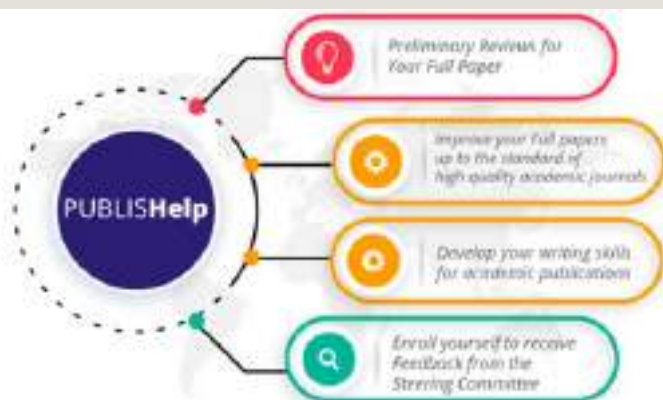 PUBLISHelp
Preliminary Reviews for
Your Full Paper
Improve your Full papers
up to the standard of
high quality academic journals
Develop your writing skills
for academic publications
Enroll yourself to receive
Feedback from the
Strering Committee